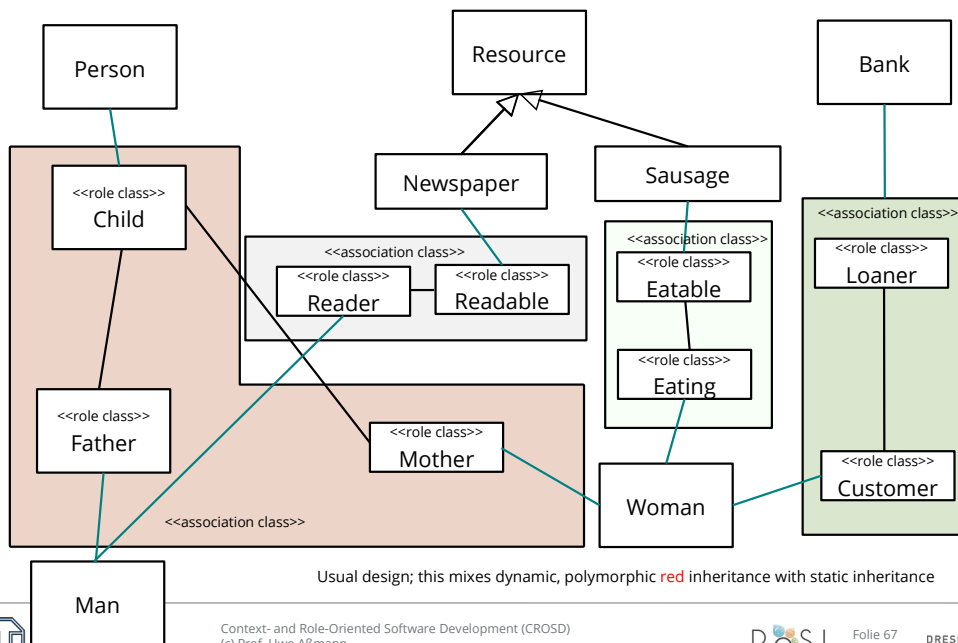 Person
Resource
Bank
<<role class>>
Child
Newspaper
Sausage
<<association class>>
<<role class>>
Reader
<<role class>>
Readable
<<association class>>
<<role class>>
Eatable
<<role class>>
Eating
<<association class>>
<<role class>>
Loaner
<<role class>>
Father
<<role class>>
Mother
<<role class>>
Customer
Woman
<<association class>>
Man
Usual design; this mixes dynamic, polymorphic red inheritance with static inheritance
Context- and Role-Oriented Software Development (CROSD)
Folie 67